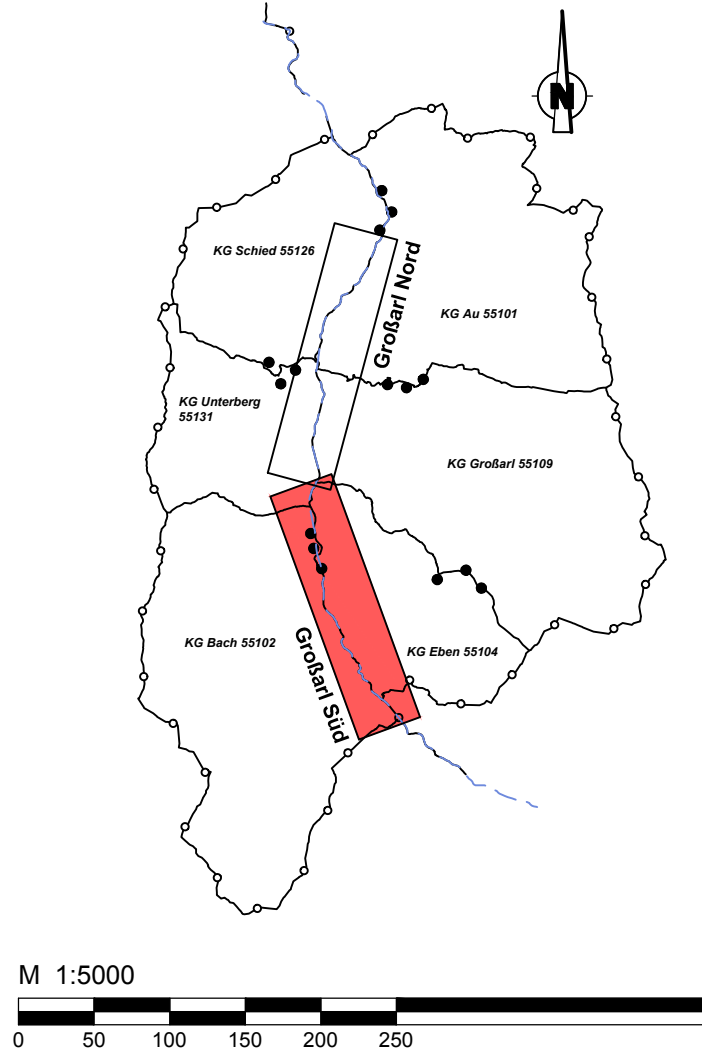 N
KG Schied 55126
Großarl Nord
KG Au 55101
KG Unterberg
55131
KG Großarl 55109
KG Bach 55102
Großarl Süd
KG Eben 55104
M 1:5000
0 50 100 150 200 250